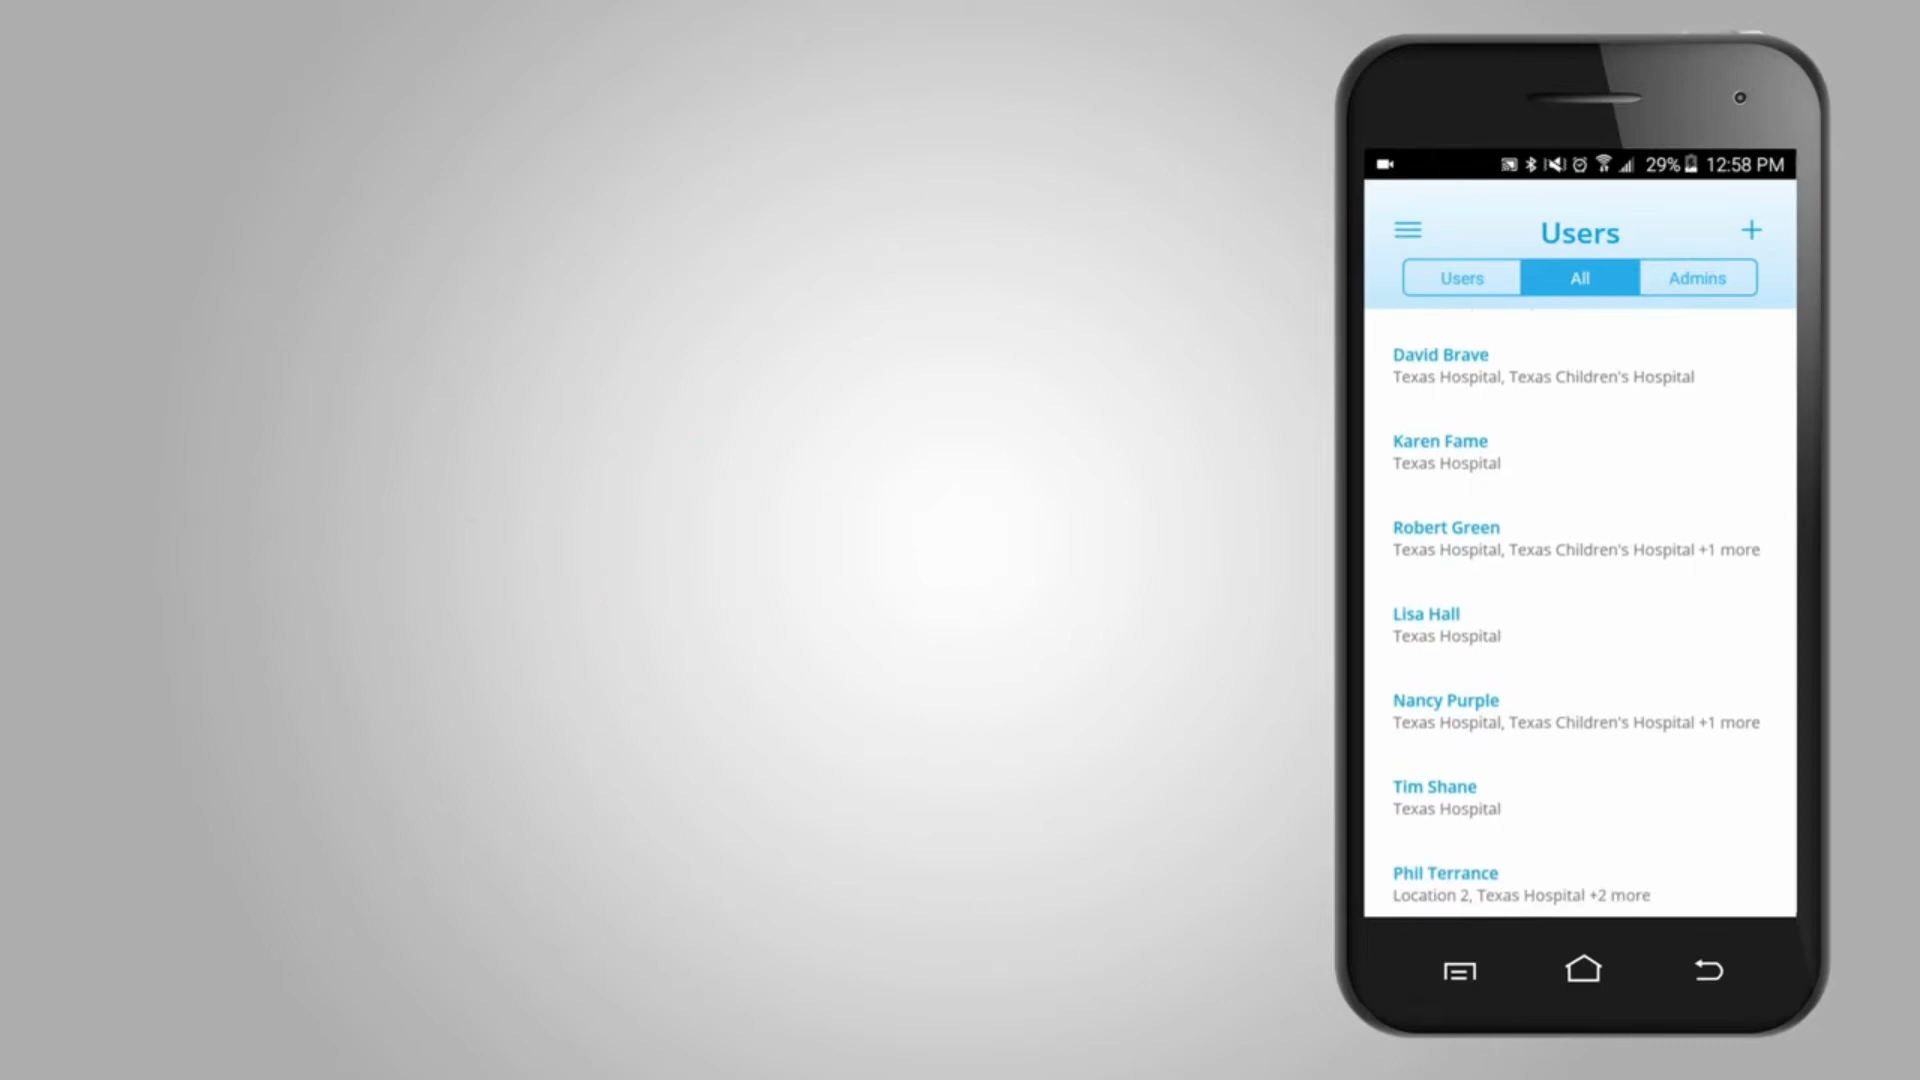 29% 12:58 PM
Users
Users All Admins
David Brave
Texas Hospital, Texas Children's Hospital
Karen Fame
Texas Hospital
Robert Green
Texas Hospital, Texas Children's Hospital +1 more
Lisa Hall
Texas Hospital
Nancy Purple
Texas Hospital, Texas Children's Hospital +1 more
Tim Shane
Texas Hospital
Phil Terrance
Location 2, Texas Hospital +2 more